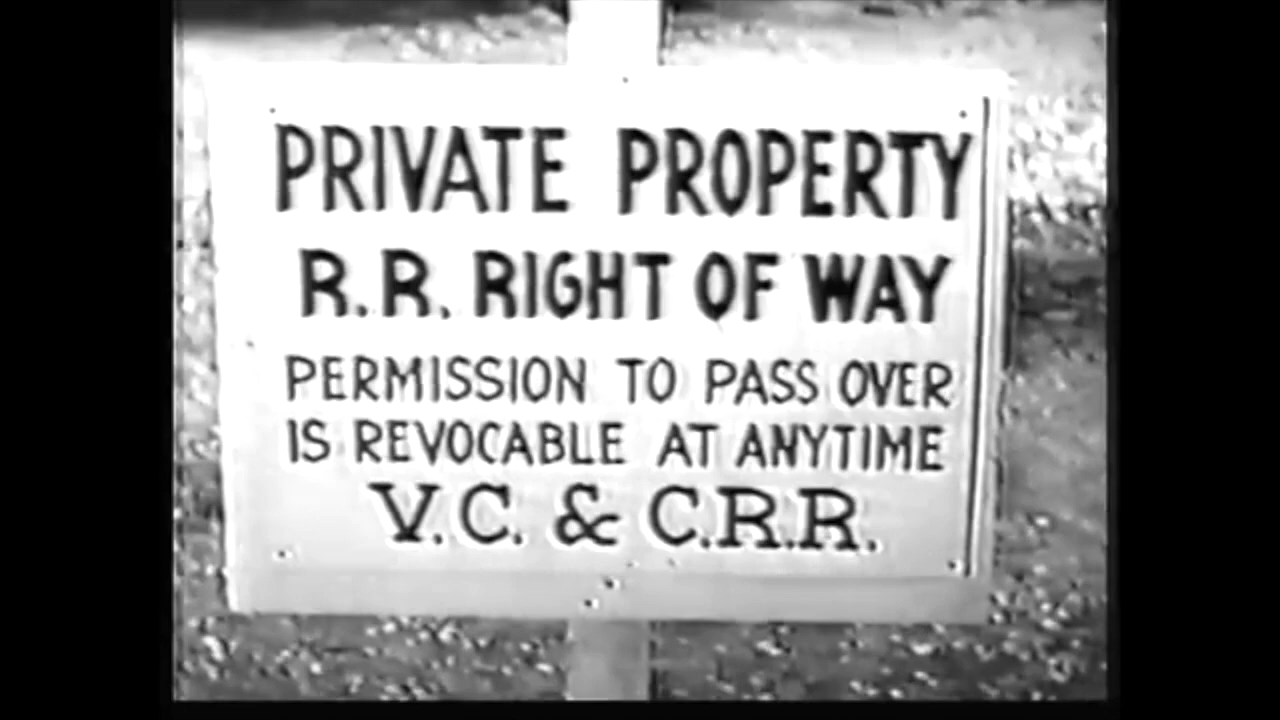 PRIVATE PROPERTY
R.R. RIGHT OF WAY
PERMISSION TO PASS OVER
IS REVOCABLE AT ANYTIME
V.C. & C.R.R.